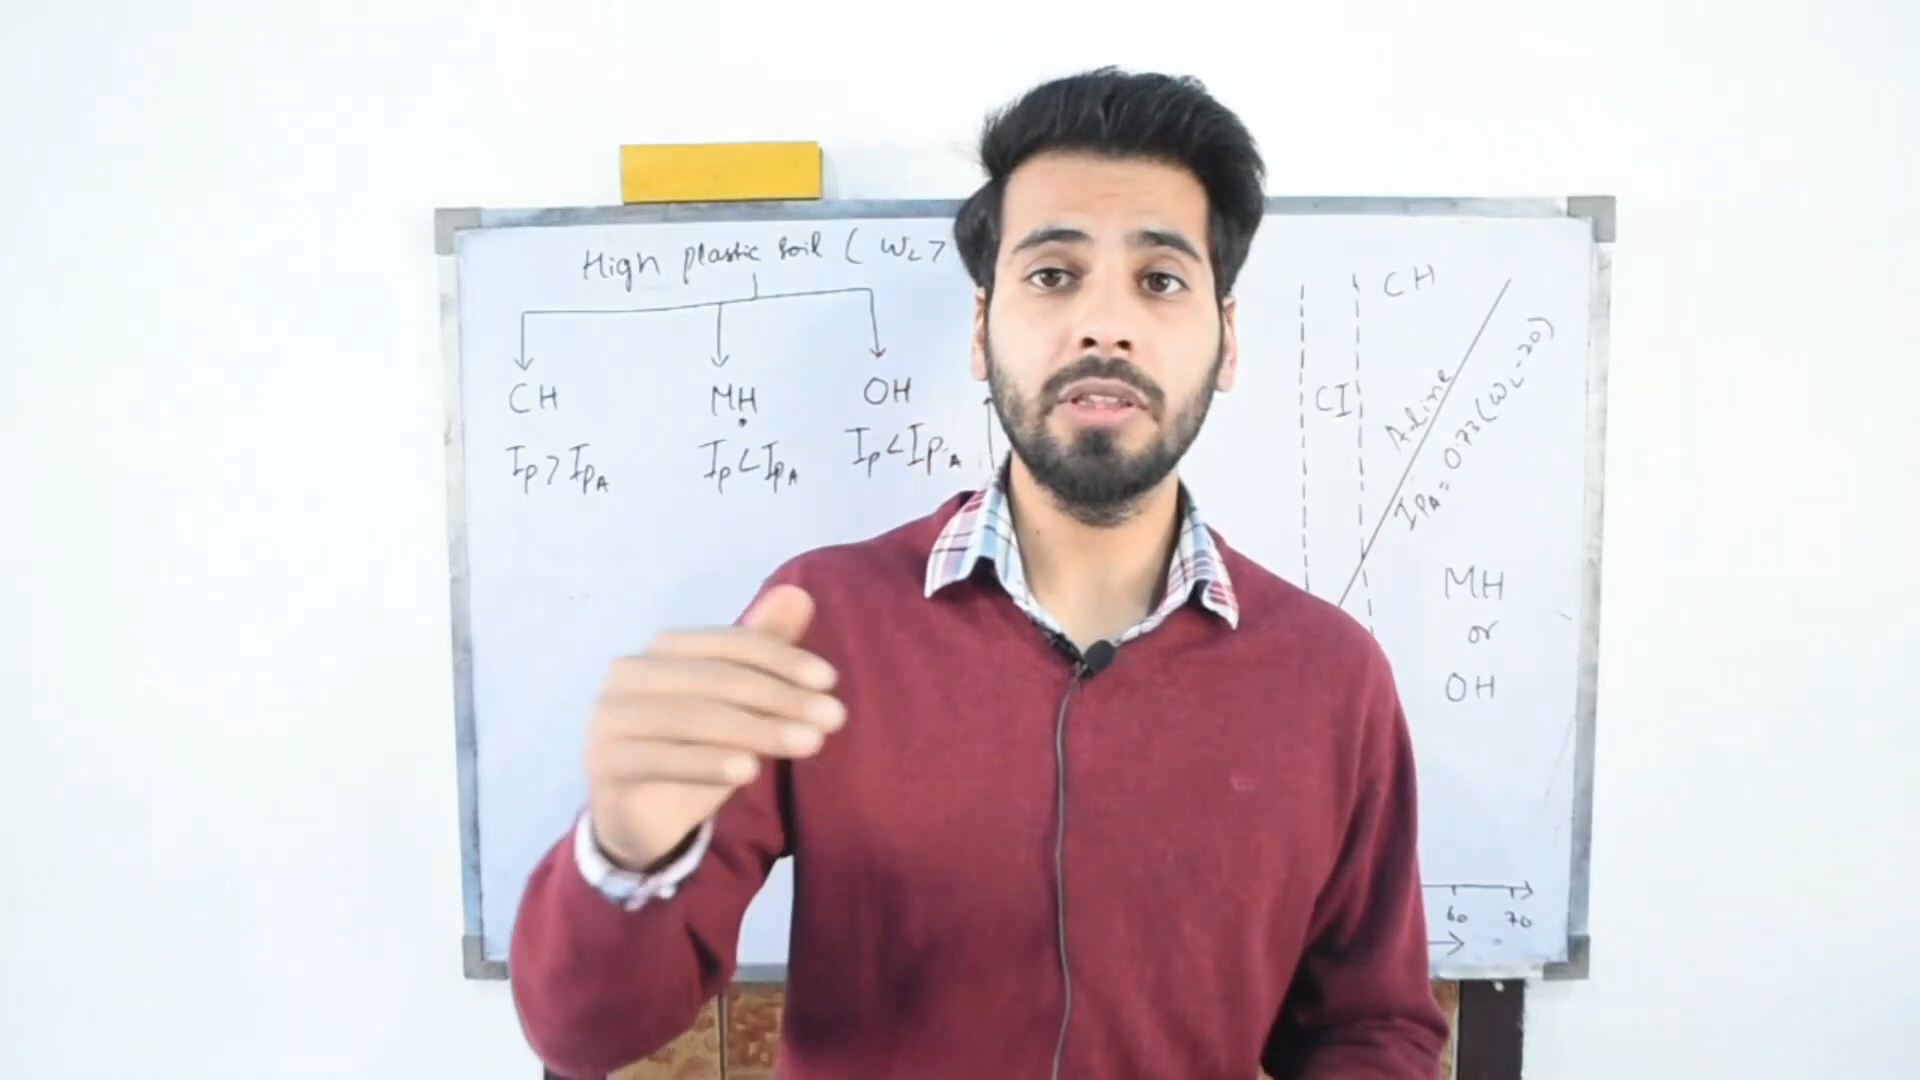 High plastic soil ( WL >
CH MH OH
Ip > IpA Ip < IpA Ip < IpA
CH
CI
A-line
IPA = 0.73 (WL - 20)
MH
or
OH
60 70